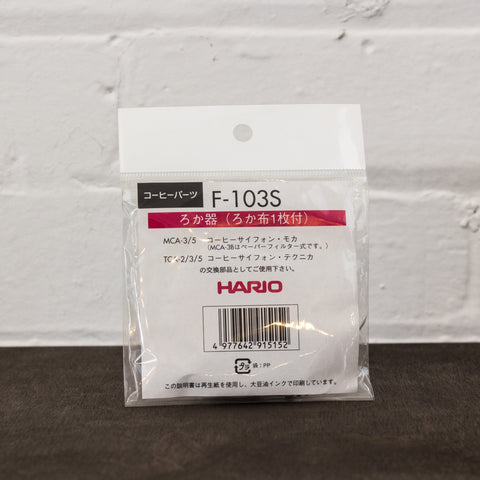 コーヒーパーツ F-103S
ろか器（ろか布1枚付）
MCA-3/5 コーヒーサイフォン・モカ
（MCA-3Bはペーパーフィルター式です。）
TCA-2/3/5 コーヒーサイフォン・テクニカ
の交換部品としてご使用下さい。
HARIO
4 977642 915152
プラ 袋：PP
この説明書は再生紙を使用し、大豆油インクで印刷しています。